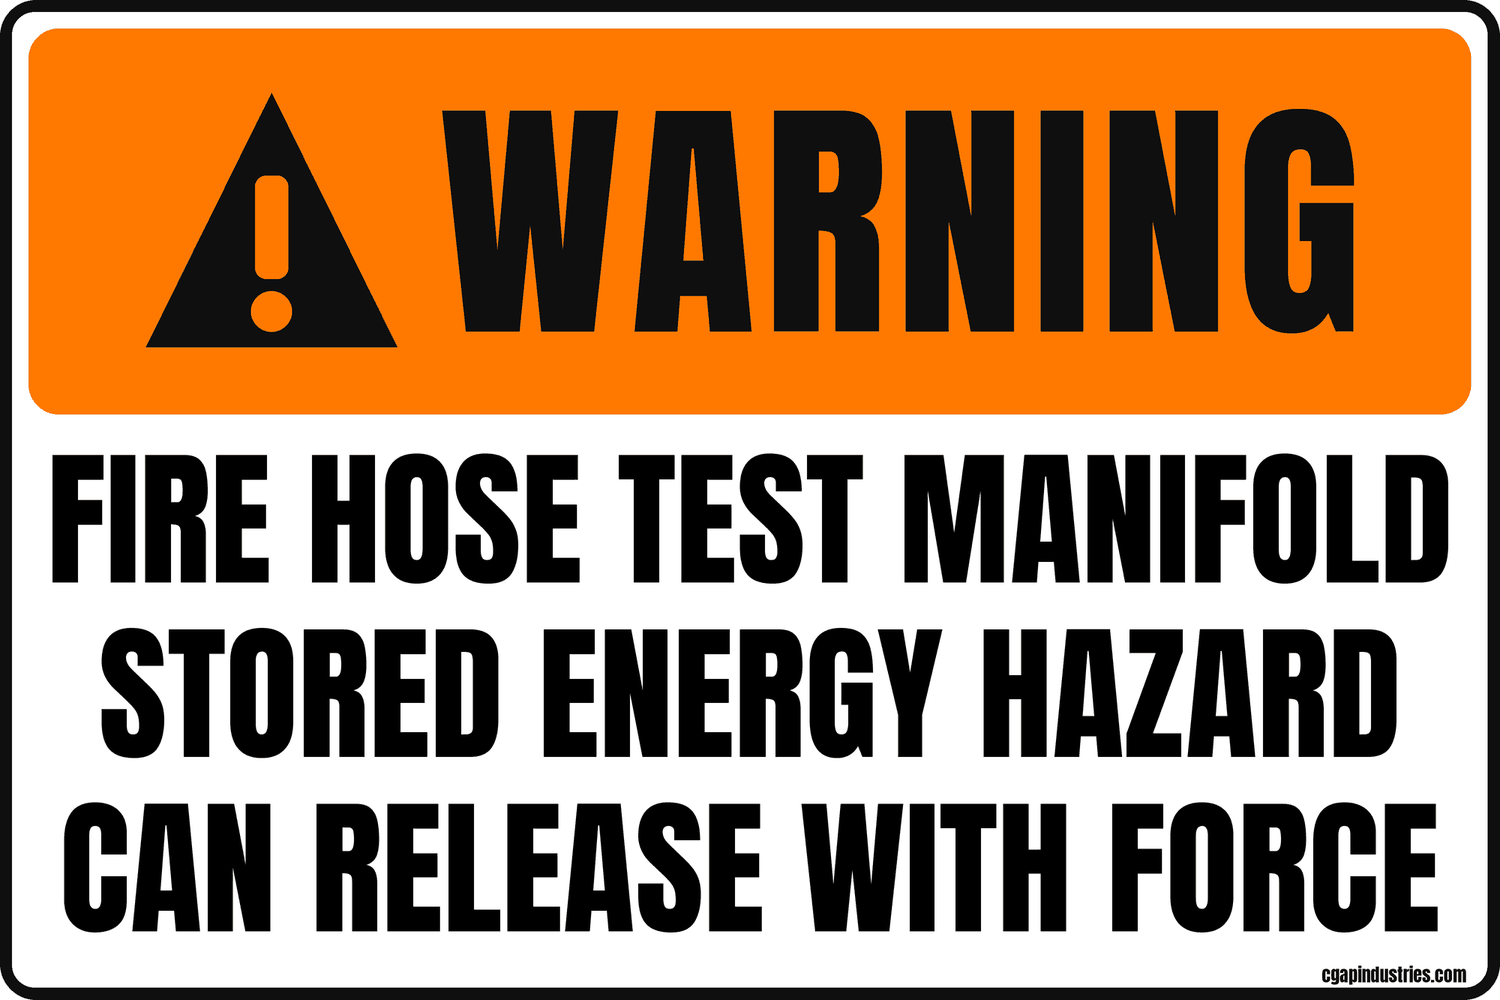 WARNING
FIRE HOSE TEST MANIFOLD
STORED ENERGY HAZARD
CAN RELEASE WITH FORCE
cgapindustries.com